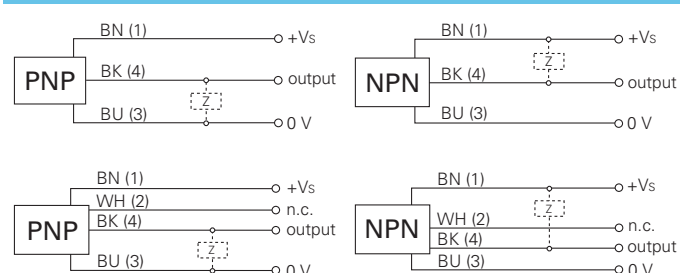 BN (1)
+Vs
PNP
BK (4)
output
Z
BU (3)
0 V
BN (1)
+Vs
Z
NPN
BK (4)
output
BU (3)
0 V
BN (1)
+Vs
WH (2)
n.c.
PNP
BK (4)
output
Z
BU (3)
0 V
BN (1)
+Vs
Z
NPN
WH (2)
n.c.
BK (4)
output
BU (3)
0 V